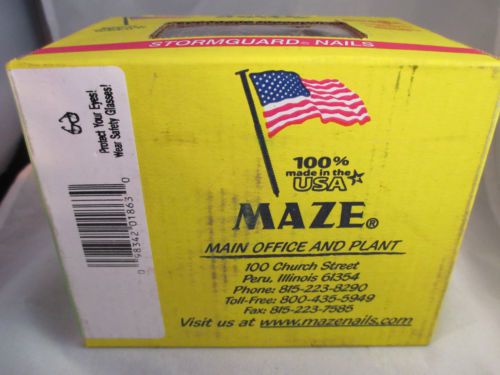 STORMGUARD® NAILS
100%
made in the
USA
MAZE®
MAIN OFFICE AND PLANT
100 Church Street
Peru, Illinois 61354
Phone: 815-223-8290
Toll-Free: 800-435-5949
Fax: 815-223-7585
Visit us at www.mazenails.com
Protect Your Eyes!
Wear Safety Glasses!
0 98342 01863 0